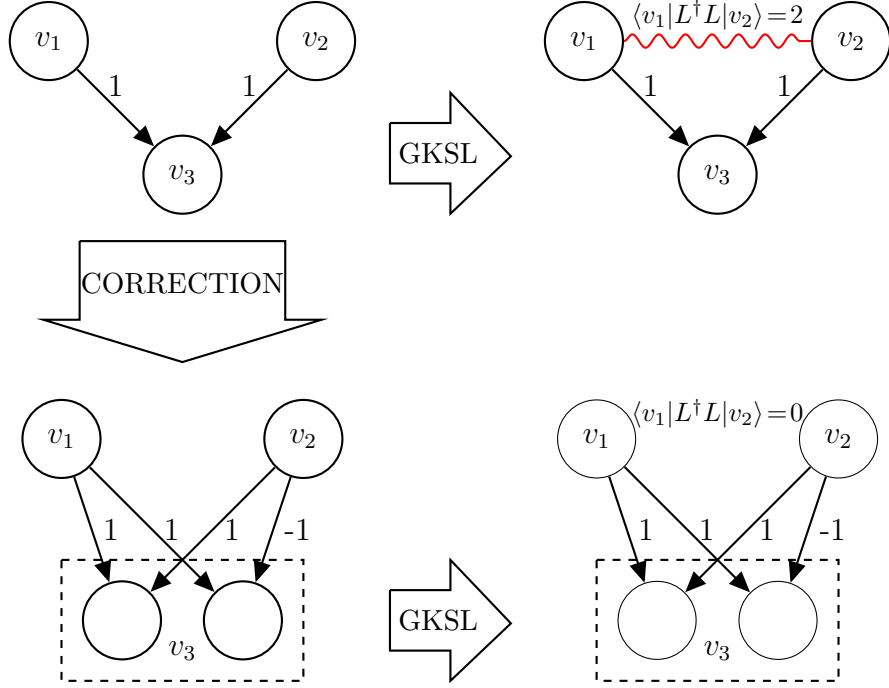 v₁
v₂
1
1
v₃
GKSL
⟨v₁|L†L|v₂⟩=2
v₁
v₂
1
1
v₃
CORRECTION
v₁
v₂
1
1
1
-1
v₃
GKSL
⟨v₁|L†L|v₂⟩=0
v₁
v₂
1
1
1
-1
v₃